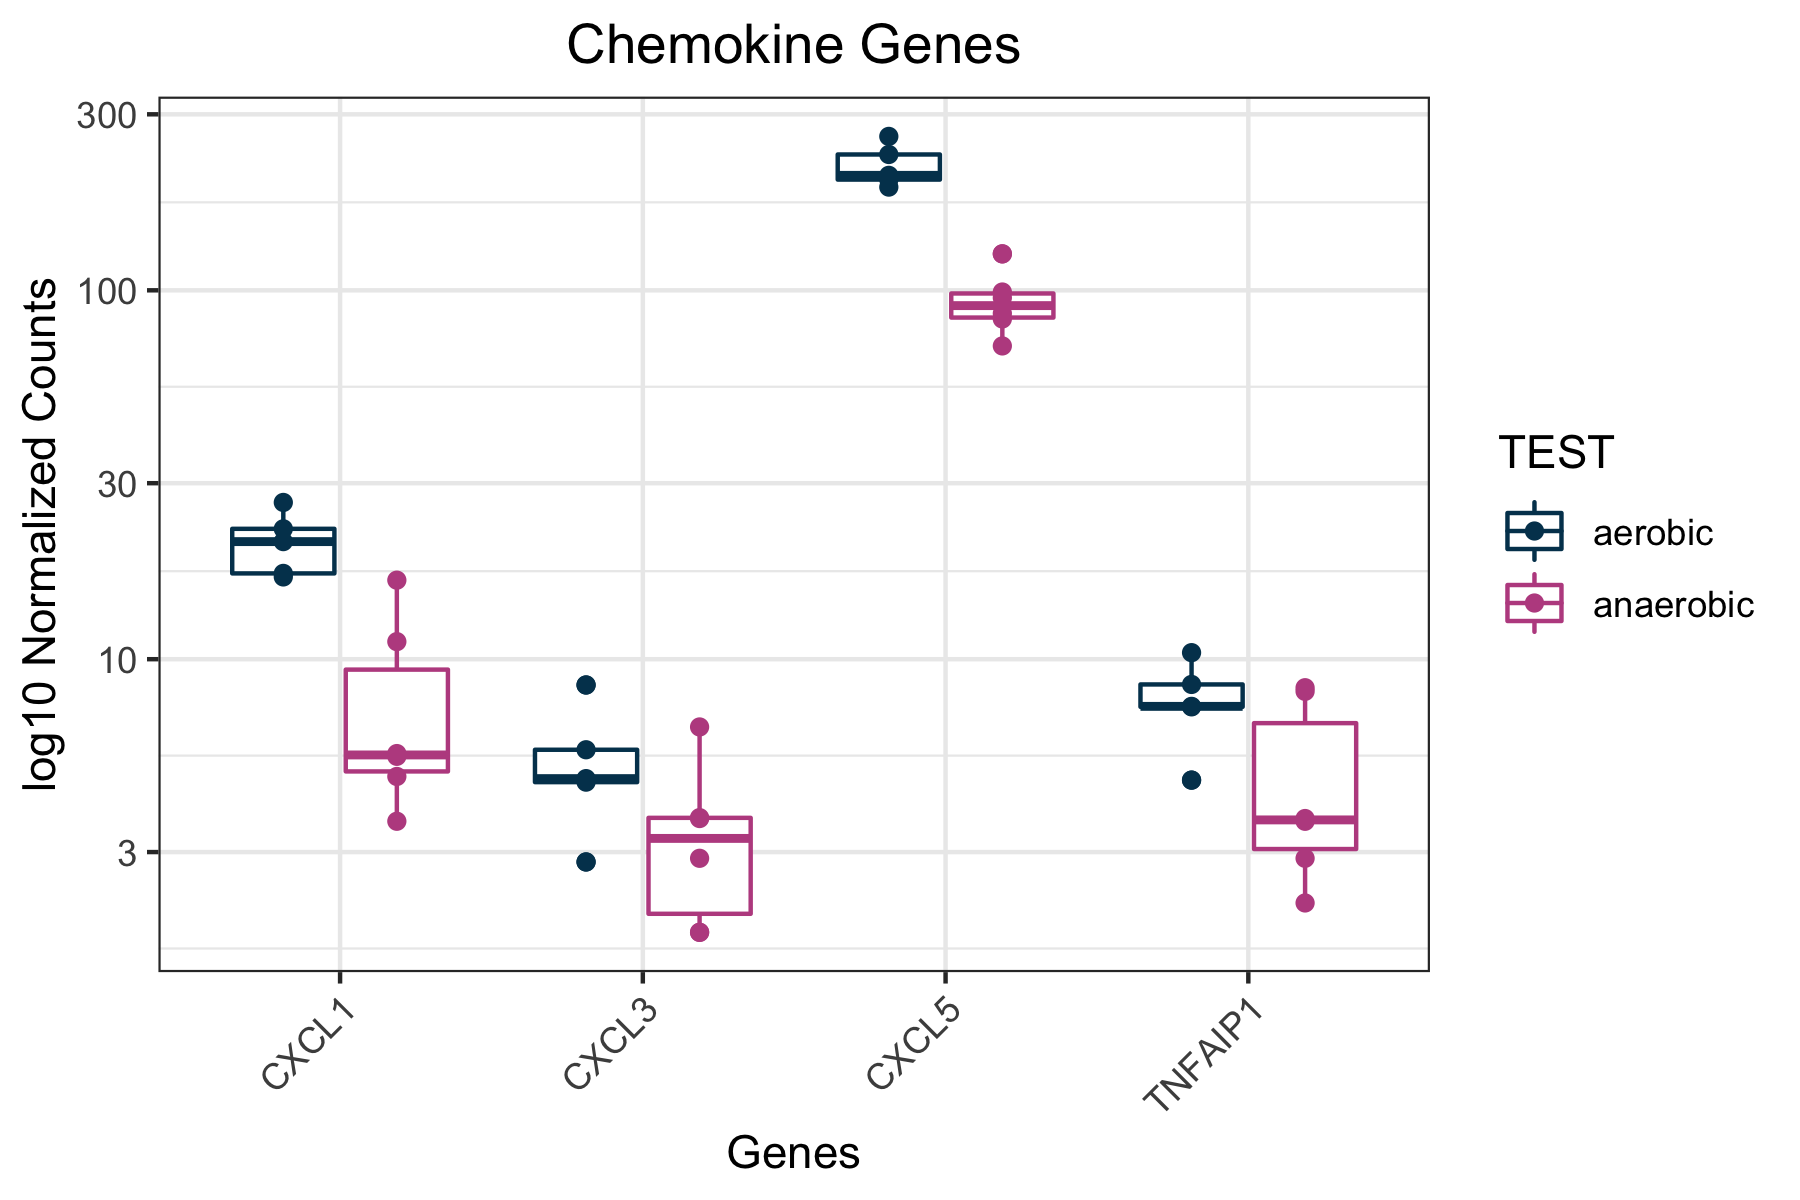 Chemokine Genes
log10 Normalized Counts
300
100
30
10
3
CXCL1
CXCL3
CXCL5
TNFAIP1
Genes
TEST
aerobic
anaerobic